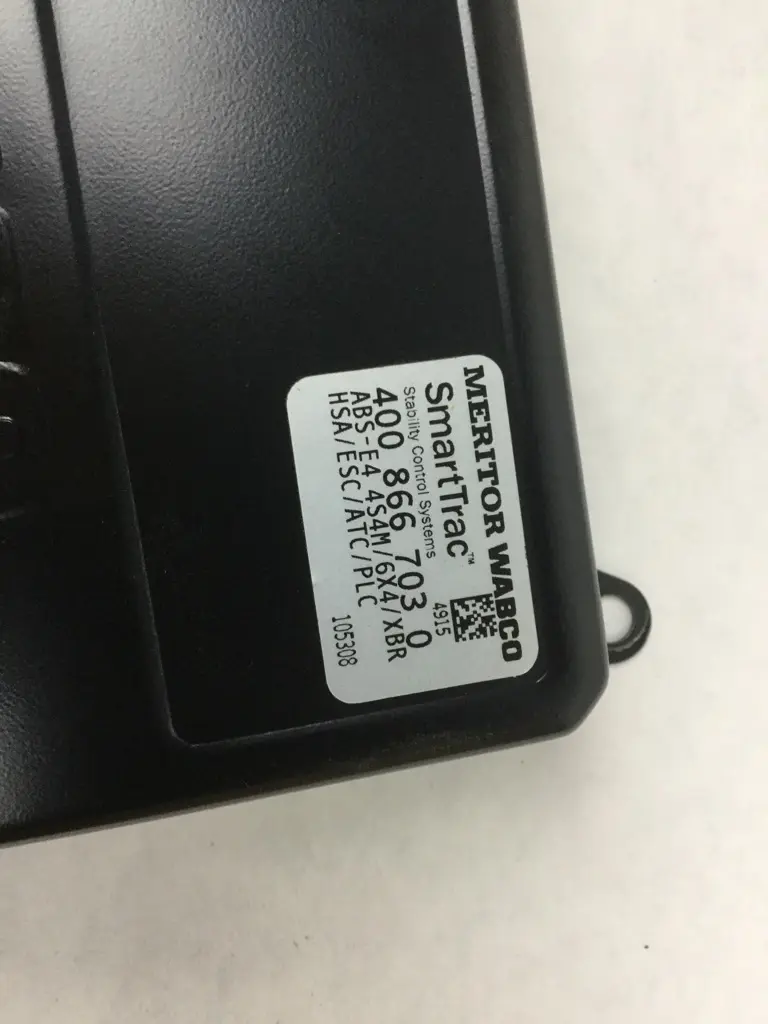 MERITOR WABCO
SmartTrac™
Stability Control Systems
4915
400 866 703 0
ABS-E4 4S4M/6X4/XBR
HSA/ESC/ATC/PLC
105308